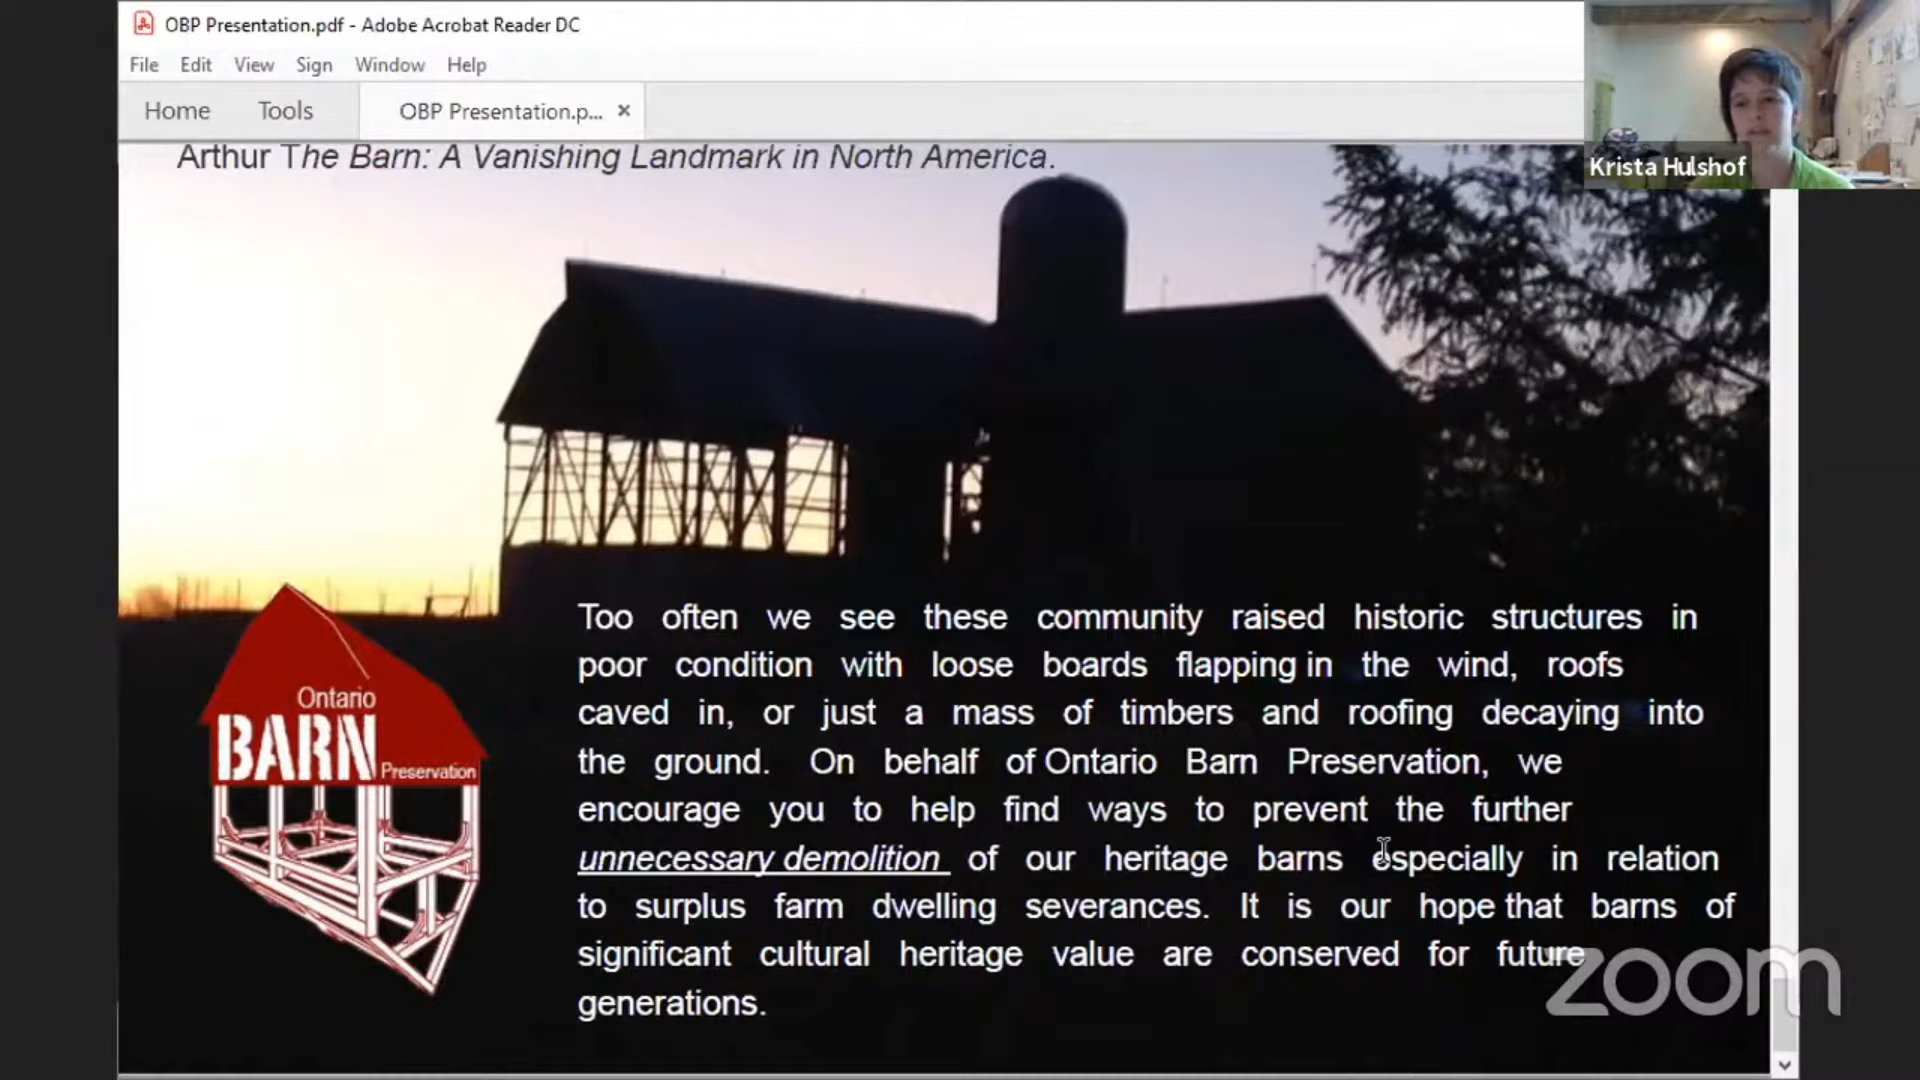 OBP Presentation.pdf - Adobe Acrobat Reader DC
File Edit View Sign Window Help
Home Tools OBP Presentation.p... ×
Krista Hulshof
Arthur The Barn: A Vanishing Landmark in North America.
Too often we see these community raised historic structures in
poor condition with loose boards flapping in the wind, roofs
caved in, or just a mass of timbers and roofing decaying into
the ground. On behalf of Ontario Barn Preservation, we
encourage you to help find ways to prevent the further
unnecessary demolition of our heritage barns especially in relation
to surplus farm dwelling severances. It is our hope that barns of
significant cultural heritage value are conserved for future
generations.
Ontario
BARN
Preservation
zoom